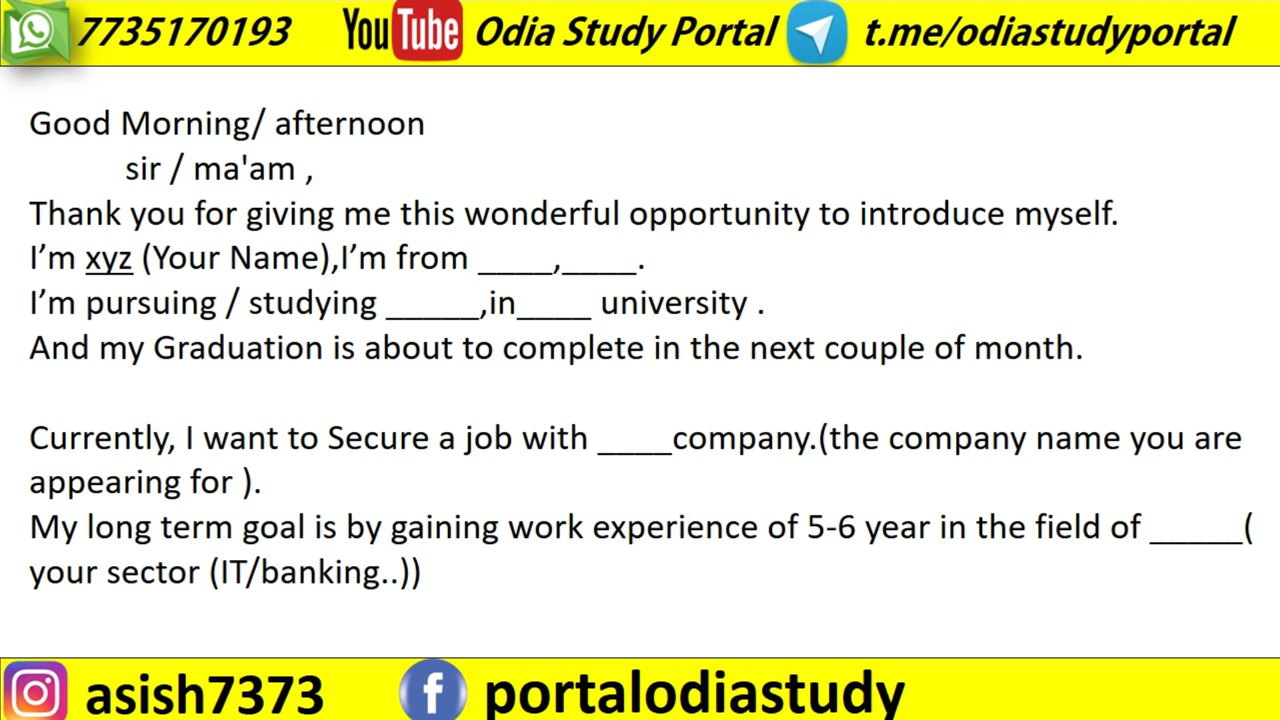 7735170193 YouTube Odia Study Portal t.me/odiastudyportal
Good Morning/ afternoon
sir / ma'am ,
Thank you for giving me this wonderful opportunity to introduce myself.
I’m xyz (Your Name),I’m from ____,____.
I’m pursuing / studying _____,in____ university .
And my Graduation is about to complete in the next couple of month.
Currently, I want to Secure a job with ____company.(the company name you are
appearing for ).
My long term goal is by gaining work experience of 5-6 year in the field of _____(
your sector (IT/banking..))
asish7373 f portalodiastudy